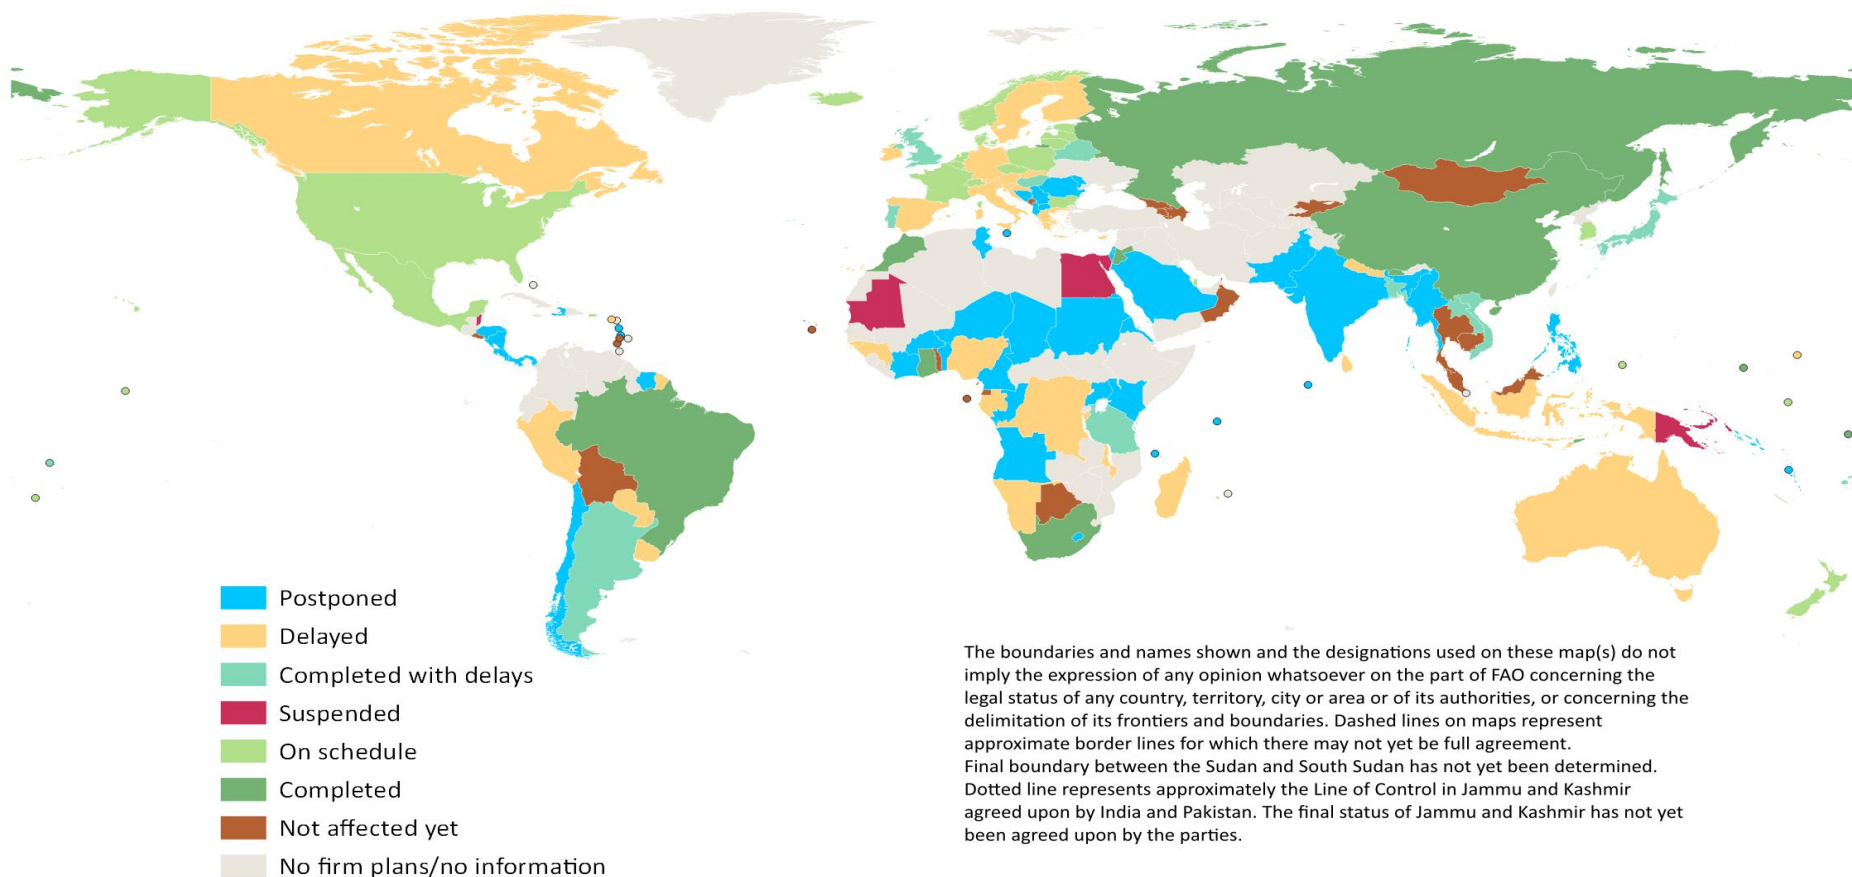 Postponed
Delayed
Completed with delays
Suspended
On schedule
Completed
Not affected yet
No firm plans/no information
The boundaries and names shown and the designations used on these map(s) do not
imply the expression of any opinion whatsoever on the part of FAO concerning the
legal status of any country, territory, city or area or of its authorities, or concerning the
delimitation of its frontiers and boundaries. Dashed lines on maps represent
approximate border lines for which there may not yet be full agreement.
Final boundary between the Sudan and South Sudan has not yet been determined.
Dotted line represents approximately the Line of Control in Jammu and Kashmir
agreed upon by India and Pakistan. The final status of Jammu and Kashmir has not yet
been agreed upon by the parties.